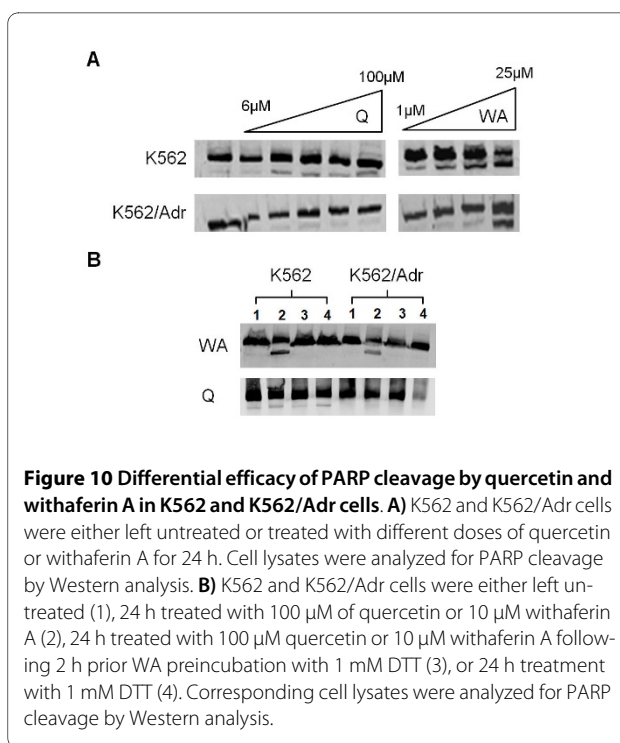 A
100µM
25µM
6µM
Q
1µM
WA
K562
K562/Adr
B
K562 K562/Adr
1 2 3 4 1 2 3 4
WA
Q
Figure 10 Differential efficacy of PARP cleavage by quercetin and
withaferin A in K562 and K562/Adr cells. A) K562 and K562/Adr cells
were either left untreated or treated with different doses of quercetin
or withaferin A for 24 h. Cell lysates were analyzed for PARP cleavage
by Western analysis. B) K562 and K562/Adr cells were either left un-
treated (1), 24 h treated with 100 µM of quercetin or 10 µM withaferin
A (2), 24 h treated with 100 µM quercetin or 10 µM withaferin A follow-
ing 2 h prior WA preincubation with 1 mM DTT (3), or 24 h treatment
with 1 mM DTT (4). Corresponding cell lysates were analyzed for PARP
cleavage by Western analysis.